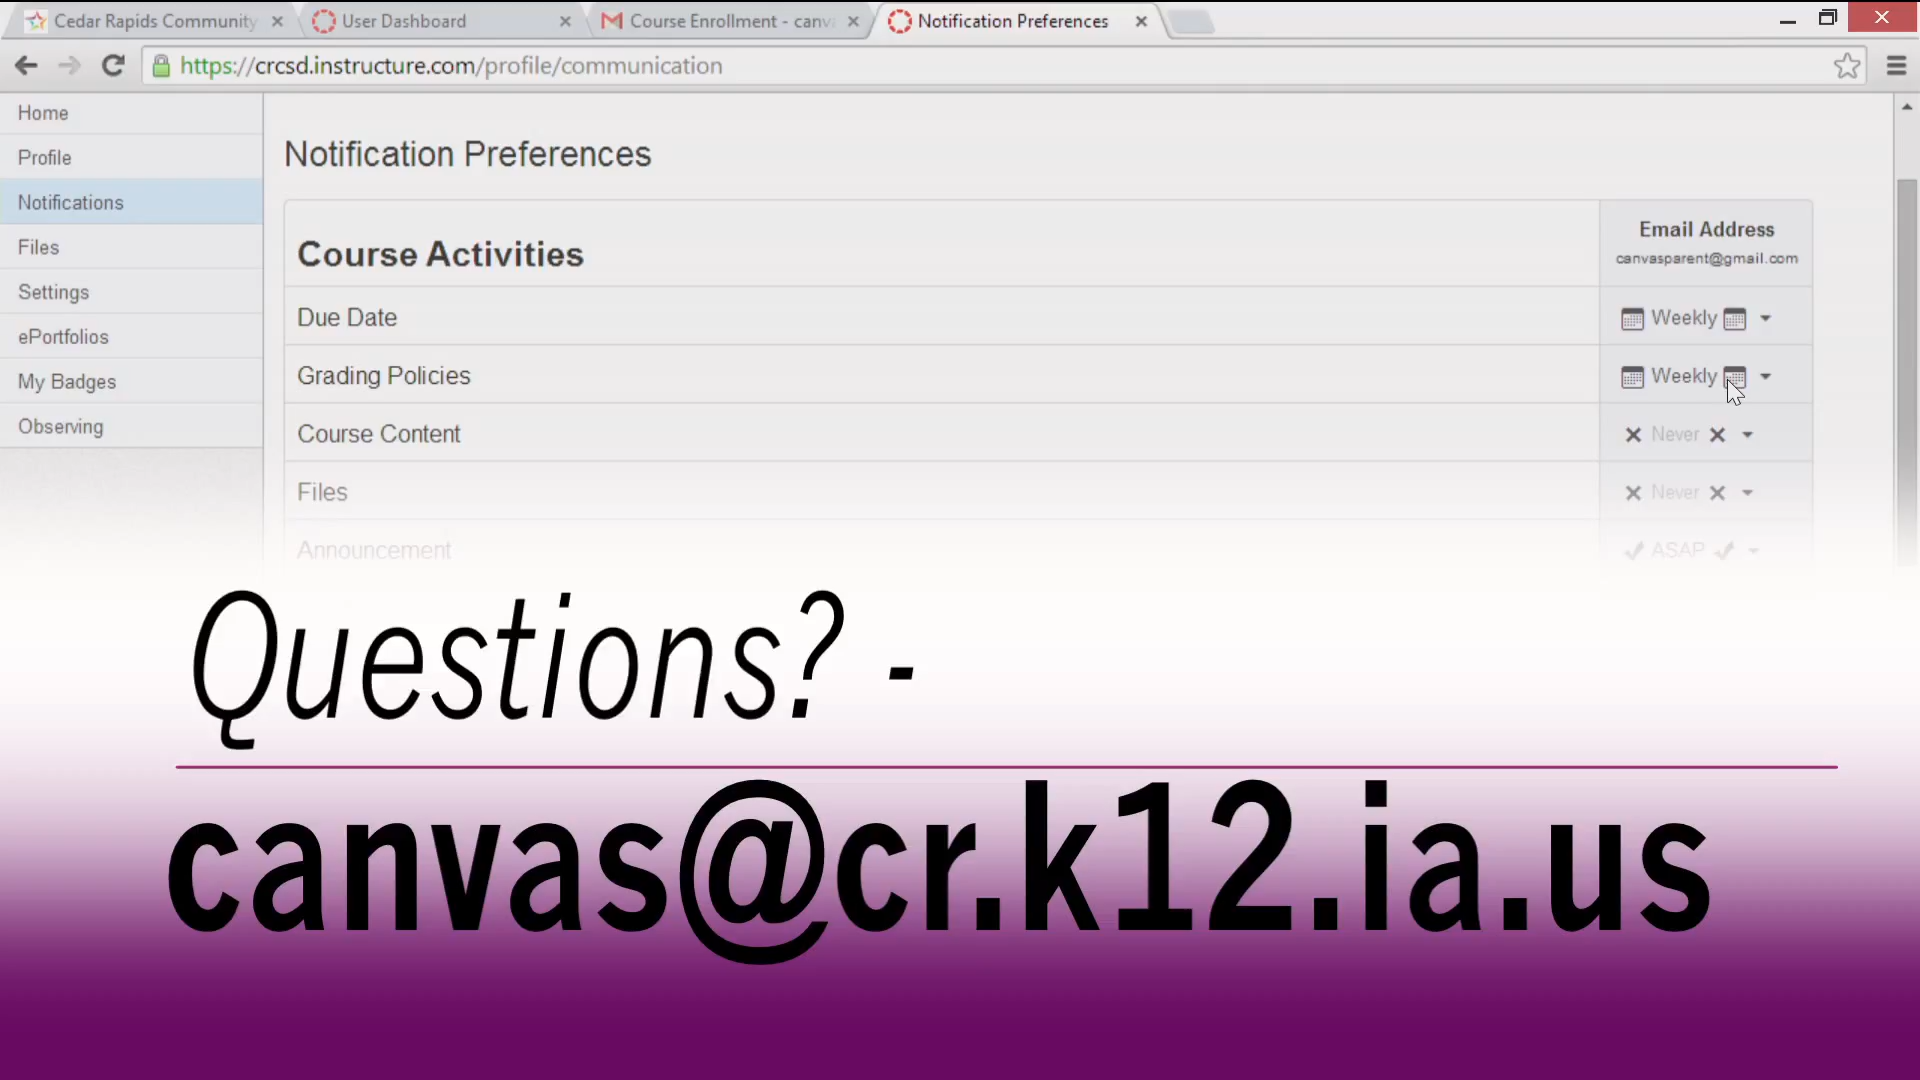 Cedar Rapids Community
User Dashboard
Course Enrollment - canv
Notification Preferences
https://crcsd.instructure.com/profile/communication
Home
Profile
Notifications
Files
Settings
ePortfolios
My Badges
Observing
Notification Preferences
Course Activities
Email Address
canvasparent@gmail.com
Due Date
Weekly
Grading Policies
Weekly
Course Content
Never
Files
Never
Announcement
ASAP
Questions? -
canvas@cr.k12.ia.us